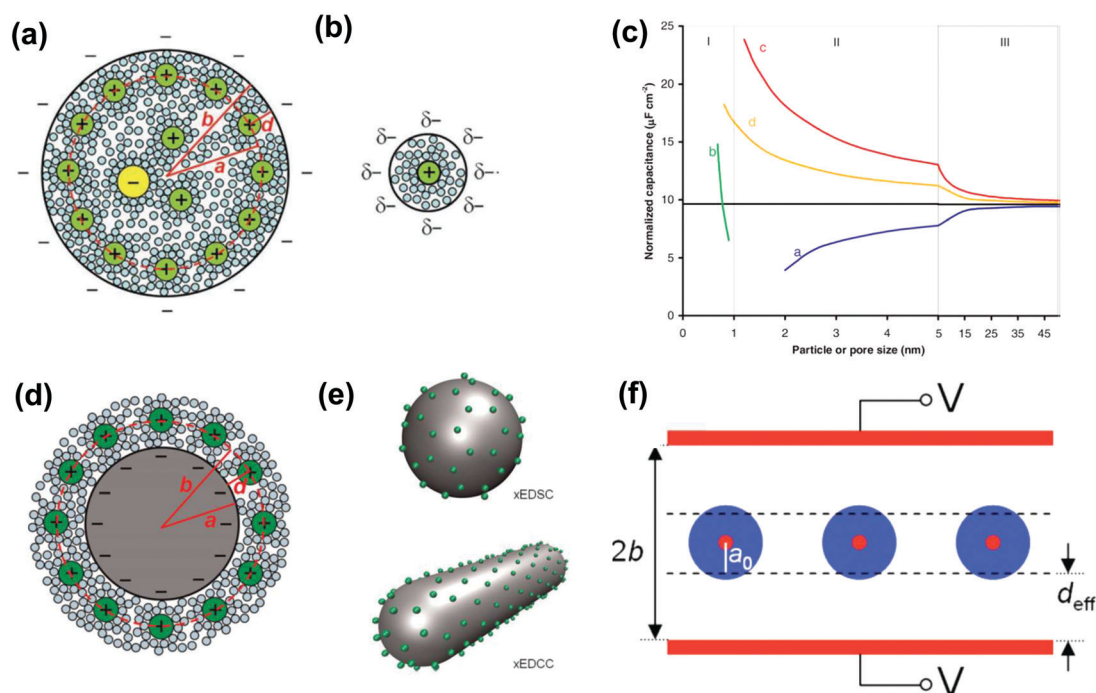 (a)
b
d
a
(b)
δ−
δ− δ−
δ− δ−
δ− δ−
δ−
(c)
Normalized capacitance (μF cm⁻²)
25
20
15
10
5
0
I
II
III
c
d
b
a
0 1 2 3 4 5 15 25 35 45
Particle or pore size (nm)
(d)
b
d
a
(e)
xEDSC
xEDCC
(f)
V
2b
a₀
d_eff
V